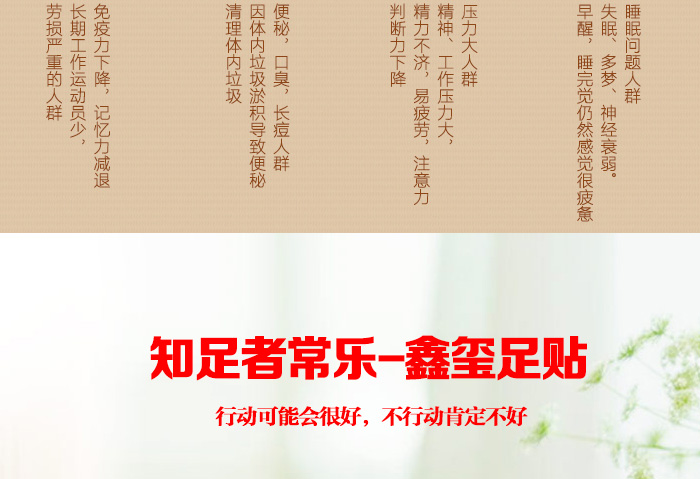 睡眠问题人群
失眠、多梦、神经衰弱。
早醒，睡完觉仍然感觉很疲惫
压力大人群
精神、工作压力大，
精力不济，易疲劳，注意力
判断力下降
便秘，口臭，长痘人群
因体内垃圾淤积导致便秘
清理体内垃圾
免疫力下降，记忆力减退
长期工作运动员少，
劳损严重的人群
知足者常乐-鑫玺足贴
行动可能会很好，不行动肯定不好